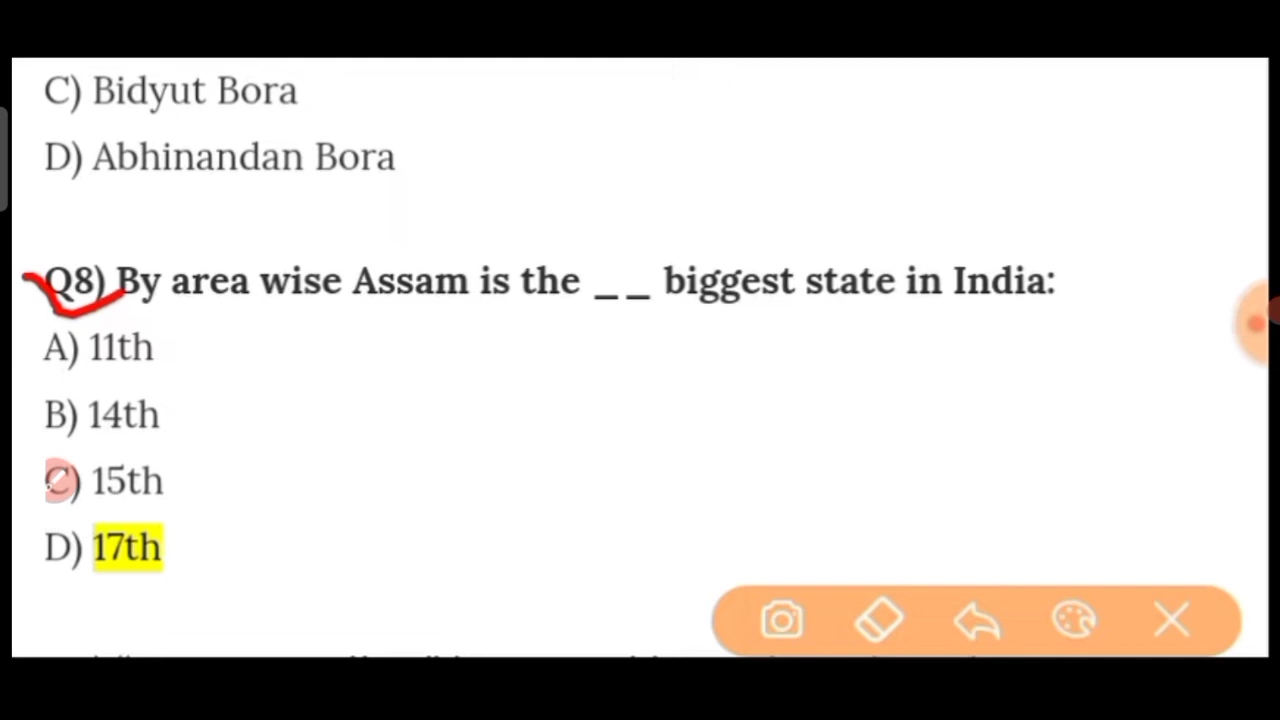 C) Bidyut Bora
D) Abhinandan Bora
Q8) By area wise Assam is the _ _ biggest state in India:
A) 11th
B) 14th
C) 15th
D) 17th